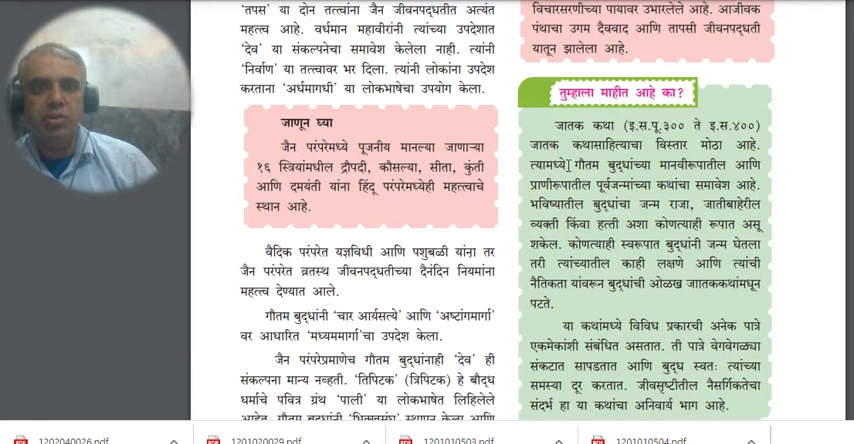 'तपस' या दोन तत्त्वांना जैन जीवनपद्धतीत अत्यंत
महत्व आहे. वर्धमान महावीरांनी त्यांच्या उपदेशात
'देव' या संकल्पनेचा समावेश केलेला नाही. त्यांनी
'निर्वाण' या तत्त्वावर भर दिला. त्यांनी लोकांना उपदेश
करताना 'अर्धमागधी' या लोकभाषेचा उपयोग केला.
जाणून घ्या
जैन परंपरेमध्ये पूजनीय मानल्या जाणाऱ्या
१६ स्त्रियांमधील द्रौपदी, कौसल्या, सीता, कुंती
आणि दमयंती यांना हिंदू परंपरेमध्येही महत्त्वाचे
स्थान आहे.
वैदिक परंपरेत यज्ञविधी आणि पशुबळी यांना तर
जैन परंपरेत व्रतस्थ जीवनपद्धतीच्या दैनंदिन नियमांना
महत्व देण्यात आले.
गौतम बुद्धांनी 'चार आर्यसत्ये' आणि 'अष्टांगमार्गा'
वर आधारित 'मध्यममार्गा'चा उपदेश केला.
जैन परंपरेप्रमाणेच गौतम बुद्धांनाही 'देव' ही
संकल्पना मान्य नव्हती. 'तिपिटक' (त्रिपिटक) हे बौद्ध
धर्माचे पवित्र ग्रंथ 'पाली' या लोकभाषेत लिहिलेले
आहेत. गौतम बुद्धांनी 'भिक्खुसंघ' स्थापन केला आणि
विचारसरणीच्या पायावर उभारलेले आहे. आजीवक
पंथाचा उगम दैववाद आणि तापसी जीवनपद्धती
यातून झालेला आहे.
तुम्हाला माहीत आहे का?
जातक कथा (इ.स.पू.३०० ते इ.स.४००)
जातक कथासाहित्याचा विस्तार मोठा आहे.
त्यामध्ये गौतम बुद्धांच्या मानवीरूपातील आणि
प्राणीरूपातील पूर्वजन्मांच्या कथांचा समावेश आहे.
भविष्यातील बुद्धांचा जन्म राजा, जातीबाहेरील
व्यक्ती किंवा हत्ती अशा कोणत्याही रूपात असू
शकेल. कोणत्याही स्वरूपात बुद्धांनी जन्म घेतला
तरी त्यांच्यातील काही लक्षणे आणि त्यांची
नैतिकता यांवरून बुद्धांची ओळख जाातककथांमधून
पटते.
या कथांमध्ये विविध प्रकारची अनेक पात्रे
एकमेकांशी संबंधित असतात. ती पात्रे वेगवेगळ्या
संकटात सापडतात आणि बुद्ध स्वतः त्यांच्या
समस्या दूर करतात. जीवसृष्टीतील नैसर्गिकतेचा
संदर्भ हा या कथांचा अनिवार्य भाग आहे.
1202040026.pdf
1201020029.pdf
1201010503.pdf
1201010504.pdf